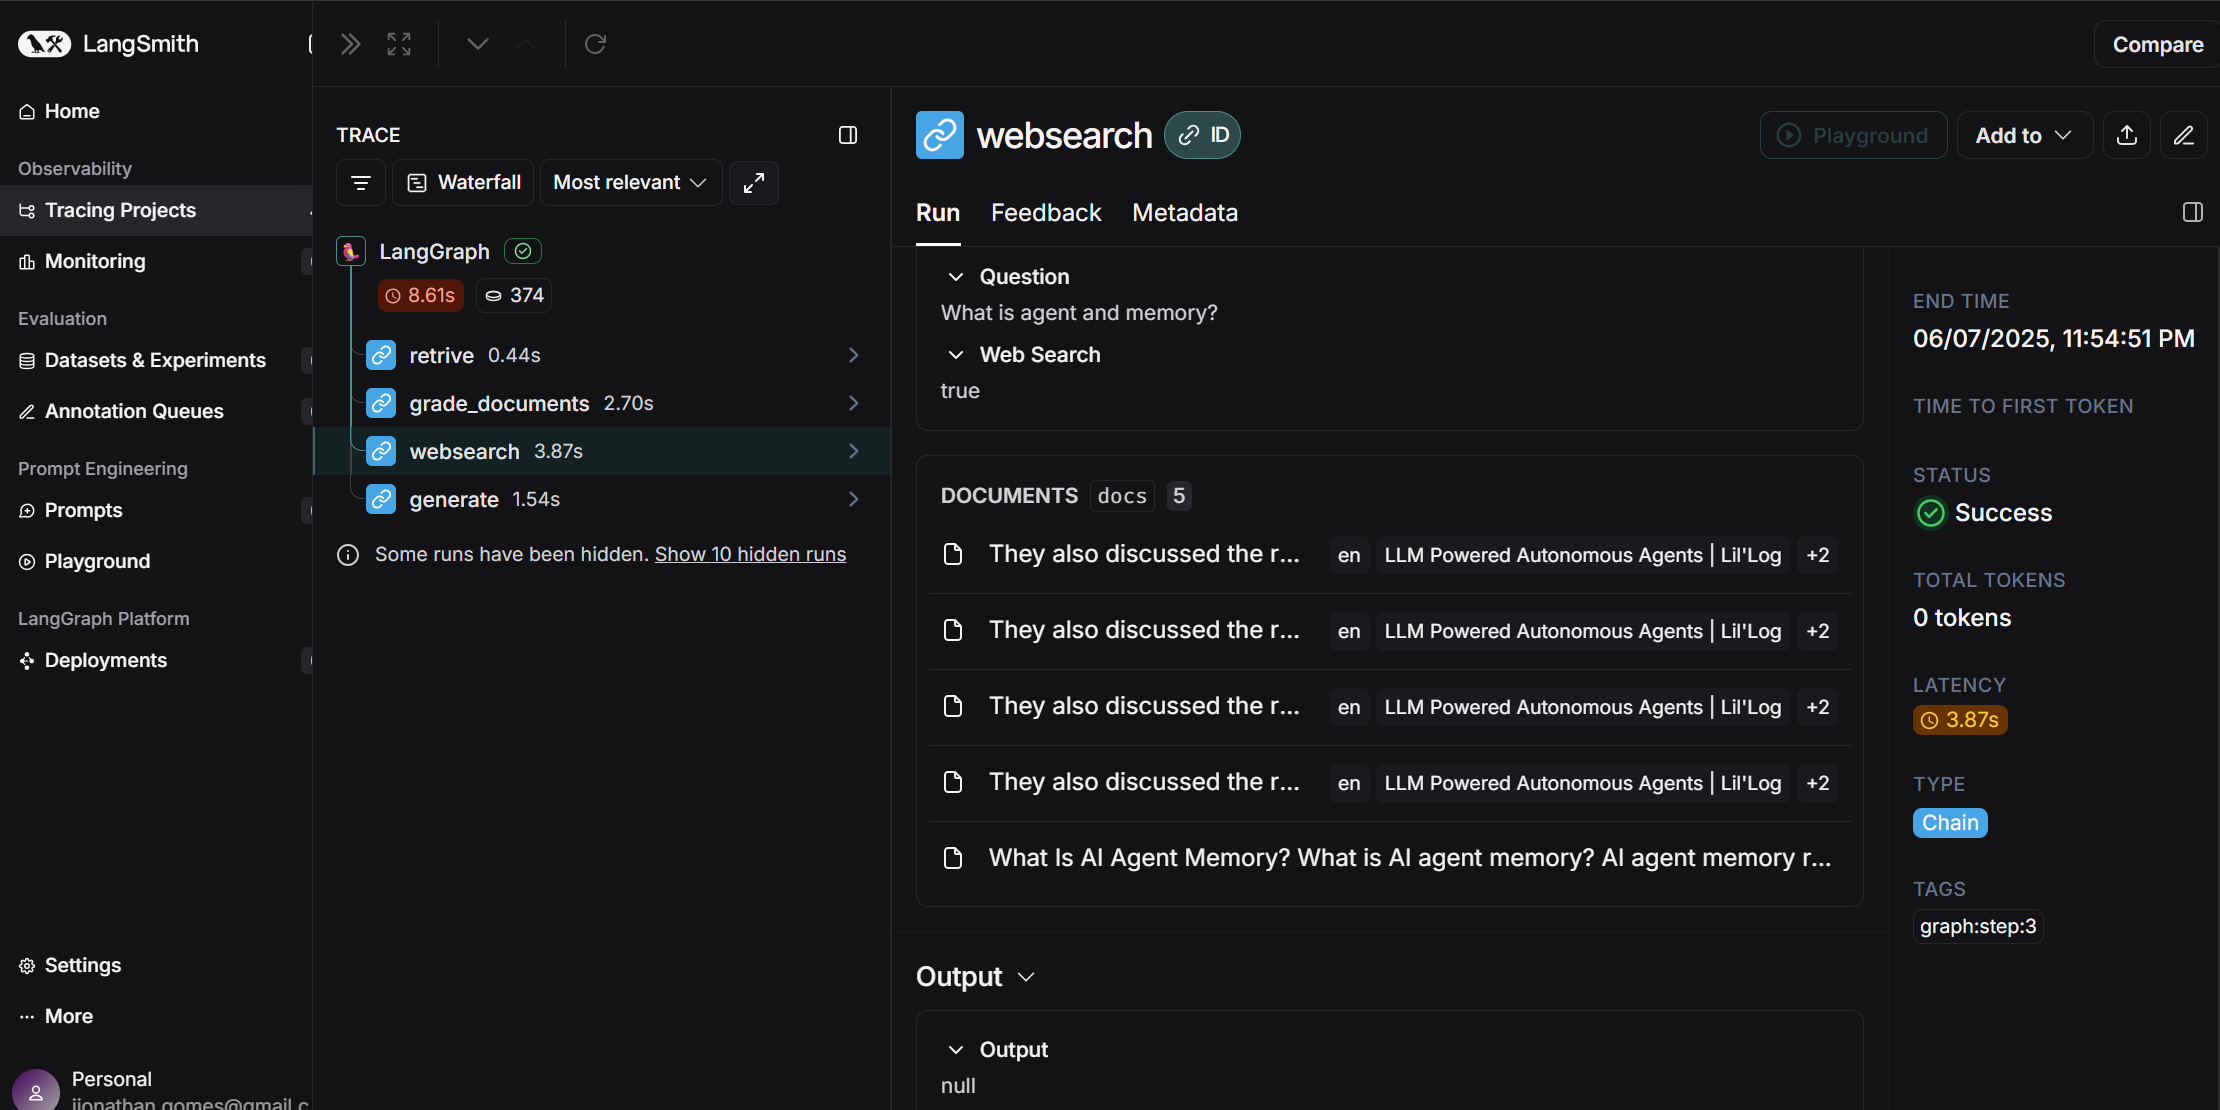 LangSmith
Home
Observability
Tracing Projects
Monitoring
Evaluation
Datasets & Experiments
Annotation Queues
Prompt Engineering
Prompts
Playground
LangGraph Platform
Deployments
Settings
More
Personal
TRACE
Waterfall
Most relevant
LangGraph
8.61s 374
retrive 0.44s
grade_documents 2.70s
websearch 3.87s
generate 1.54s
Some runs have been hidden. Show 10 hidden runs
Compare
websearch ID
Playground
Add to
Run Feedback Metadata
Question
What is agent and memory?
Web Search
true
DOCUMENTS docs 5
They also discussed the r... en LLM Powered Autonomous Agents | Lil'Log +2
They also discussed the r... en LLM Powered Autonomous Agents | Lil'Log +2
They also discussed the r... en LLM Powered Autonomous Agents | Lil'Log +2
They also discussed the r... en LLM Powered Autonomous Agents | Lil'Log +2
What Is AI Agent Memory? What is AI agent memory? AI agent memory r...
Output
Output
null
END TIME
06/07/2025, 11:54:51 PM
TIME TO FIRST TOKEN
STATUS
Success
TOTAL TOKENS
0 tokens
LATENCY
3.87s
TYPE
Chain
TAGS
graph:step:3